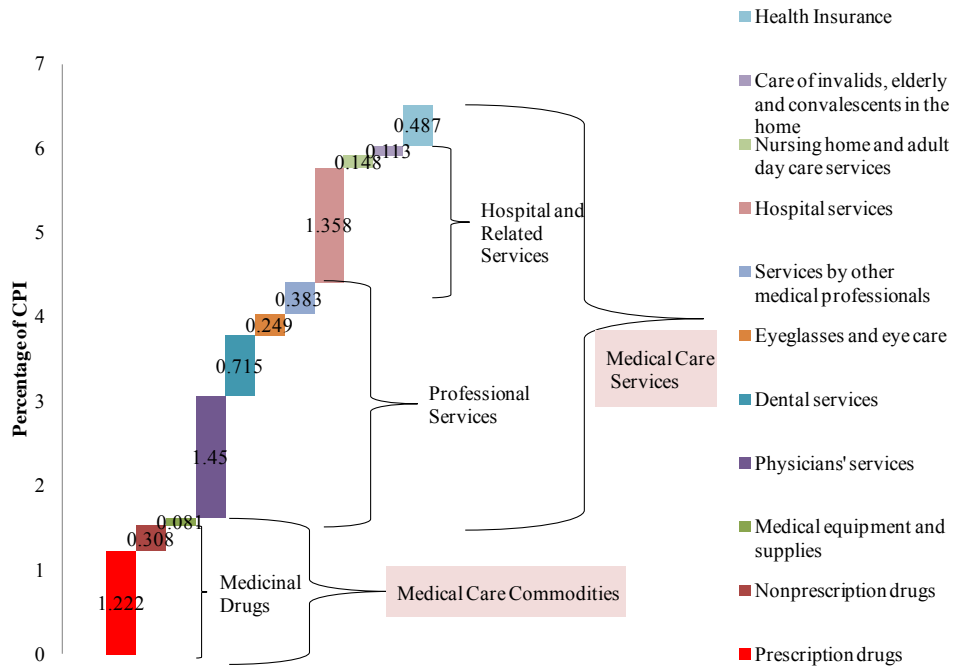 Percentage of CPI
7
6
5
4
3
2
1
0
1.222
0.308
0.081
1.45
0.715
0.249
0.383
1.358
0.148
0.113
0.487
Medicinal
Drugs
Medical Care Commodities
Professional
Services
Hospital and
Related
Services
Medical Care
Services
Health Insurance
Care of invalids, elderly
and convalescents in the
home
Nursing home and adult
day care services
Hospital services
Services by other
medical professionals
Eyeglasses and eye care
Dental services
Physicians' services
Medical equipment and
supplies
Nonprescription drugs
Prescription drugs